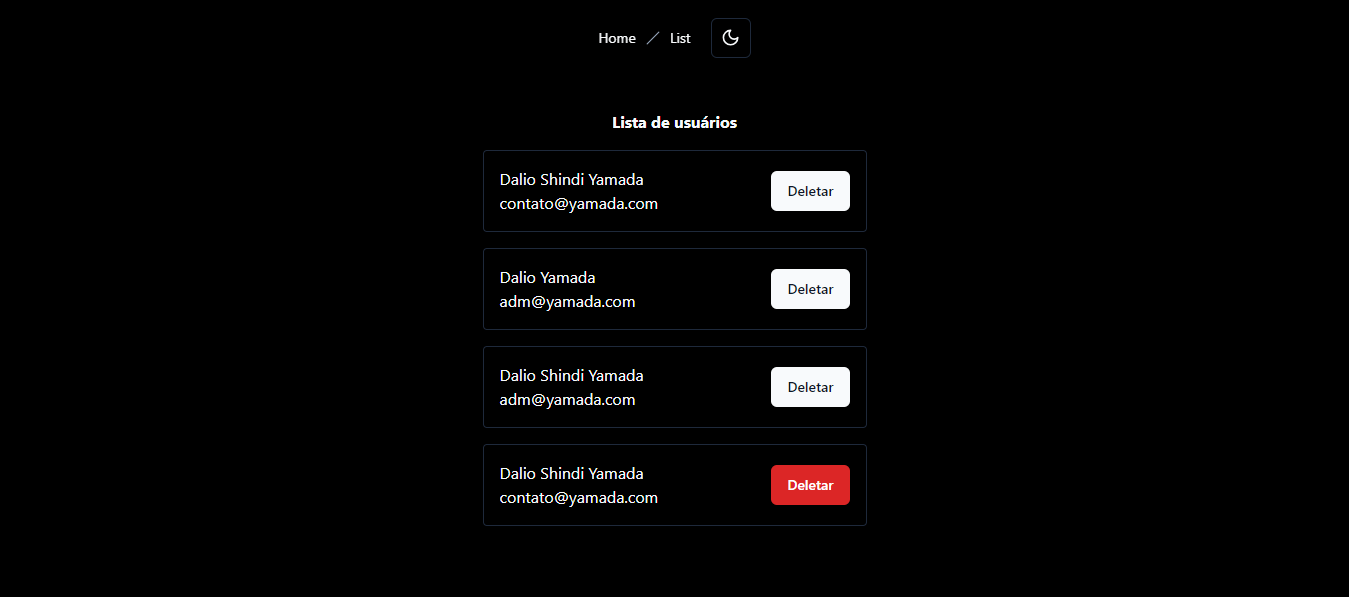 Home / List
Lista de usuários
Dalio Shindi Yamada
contato@yamada.com
Deletar
Dalio Yamada
adm@yamada.com
Deletar
Dalio Shindi Yamada
adm@yamada.com
Deletar
Dalio Shindi Yamada
contato@yamada.com
Deletar